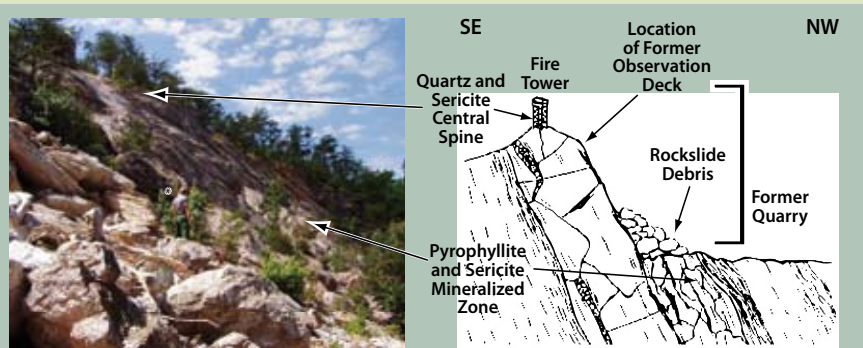 SE
Location
of Former
Observation
Deck
NW
Fire
Tower
Quartz and
Sericite
Central
Spine
Rockslide
Debris
Former
Quarry
Pyrophyllite
and Sericite
Mineralized
Zone